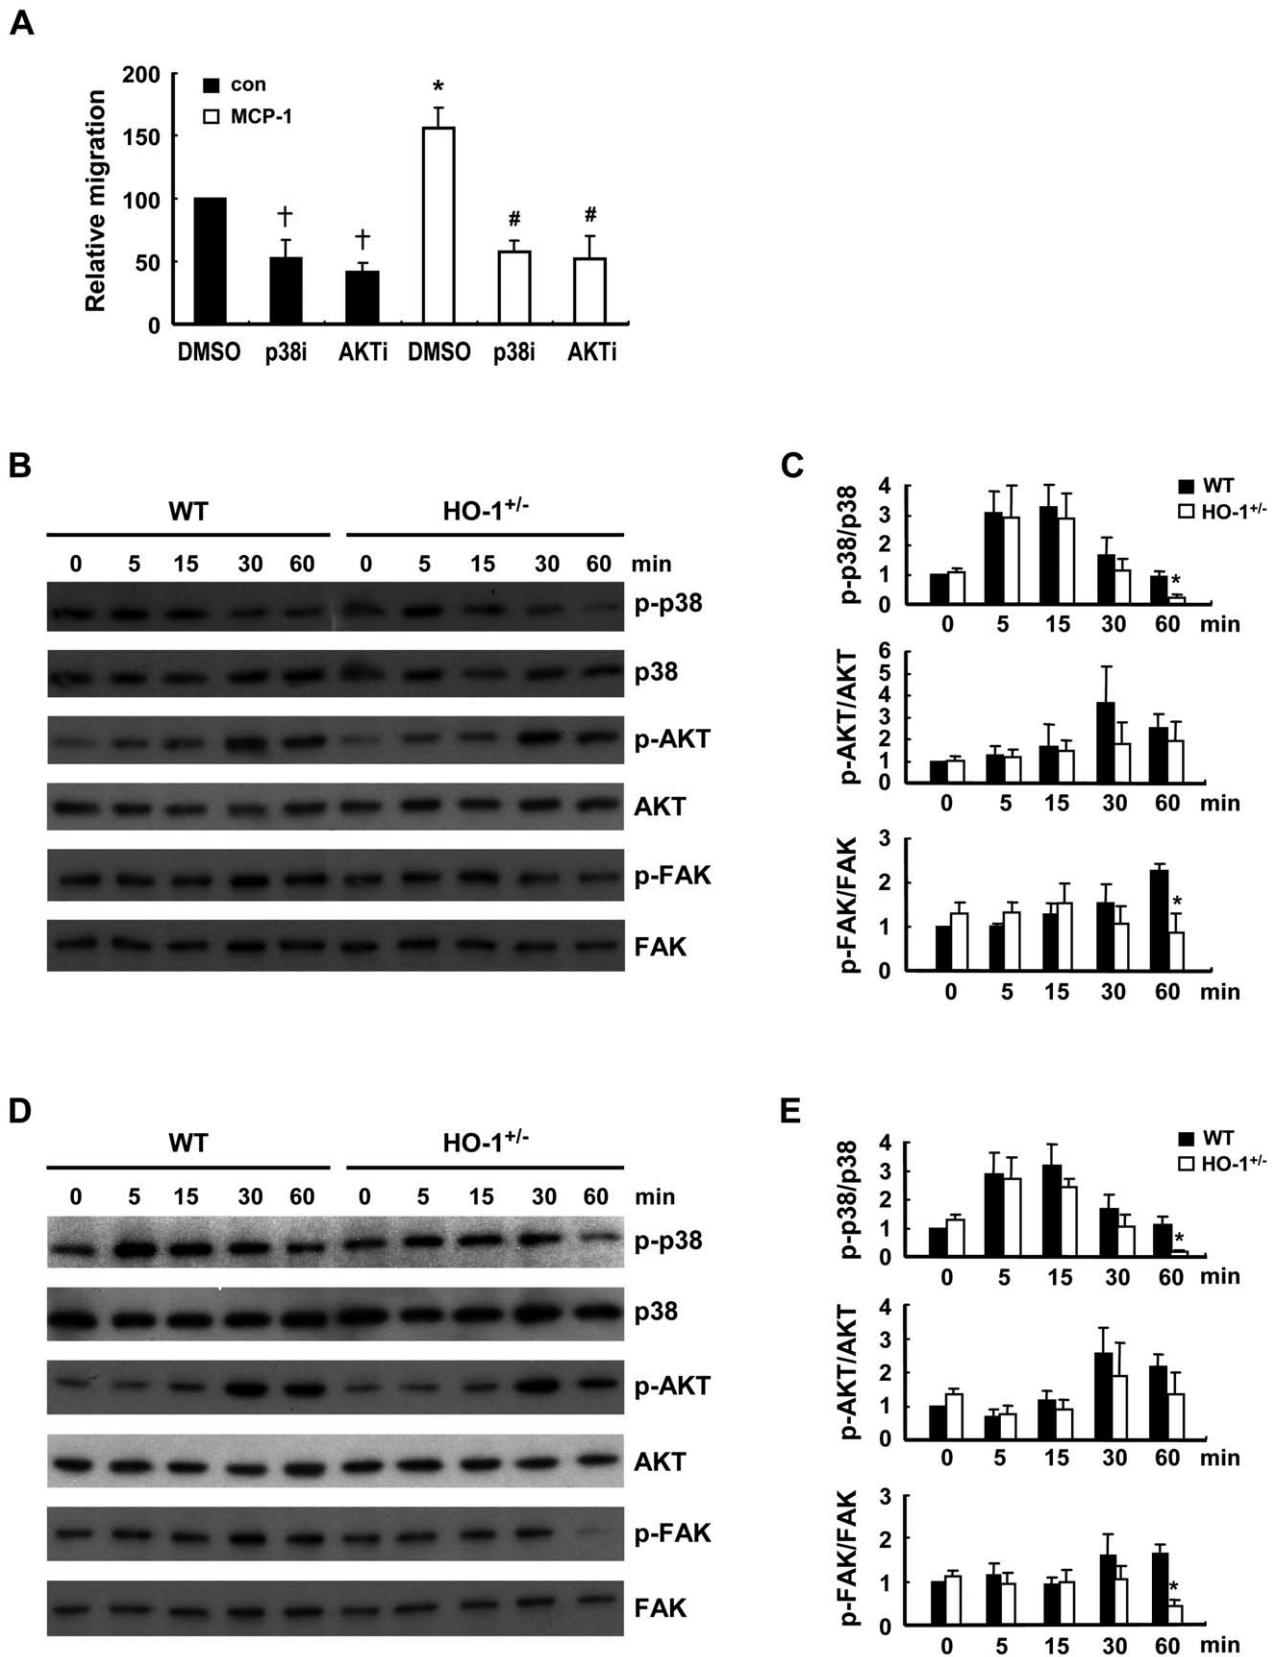 A
200
150
100
50
0
Relative migration
con
MCP-1
*
†
†
#
#
DMSO p38i AKTi DMSO p38i AKTi
B
WT HO-1+/-
0 5 15 30 60 0 5 15 30 60 min
p-p38
p38
p-AKT
AKT
p-FAK
FAK
C
WT
HO-1+/-
p-p38/p38
4
3
2
1
0
*
0 5 15 30 60 min
p-AKT/AKT
6
5
4
3
2
1
0
0 5 15 30 60 min
p-FAK/FAK
3
2
1
0
*
0 5 15 30 60 min
D
WT HO-1+/-
0 5 15 30 60 0 5 15 30 60 min
p-p38
p38
p-AKT
AKT
p-FAK
FAK
E
WT
HO-1+/-
p-p38/p38
4
3
2
1
0
*
0 5 15 30 60 min
p-AKT/AKT
4
3
2
1
0
0 5 15 30 60 min
p-FAK/FAK
3
2
1
0
*
0 5 15 30 60 min